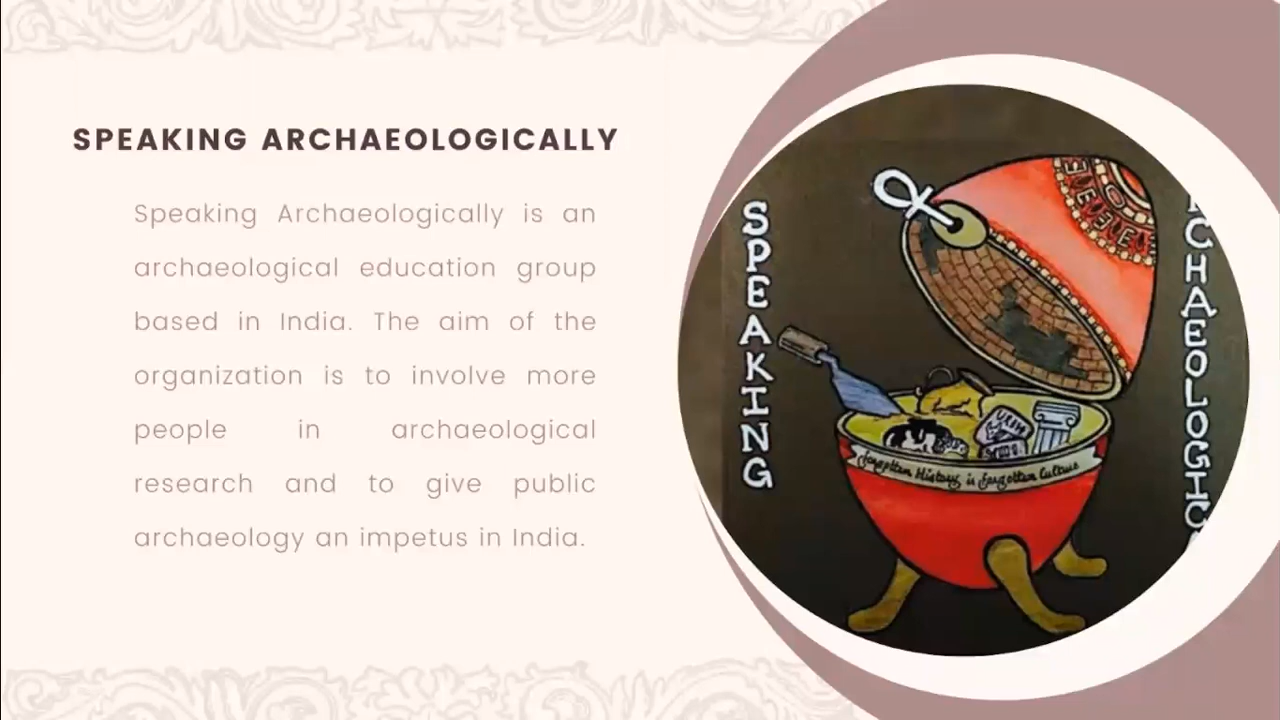 SPEAKING ARCHAEOLOGICALLY
Speaking Archaeologically is an
archaeological education group
based in India. The aim of the
organization is to involve more
people in archaeological
research and to give public
archaeology an impetus in India.
SPEAKING
CHAEOLOGIC
forgotten History is forgotten Culture